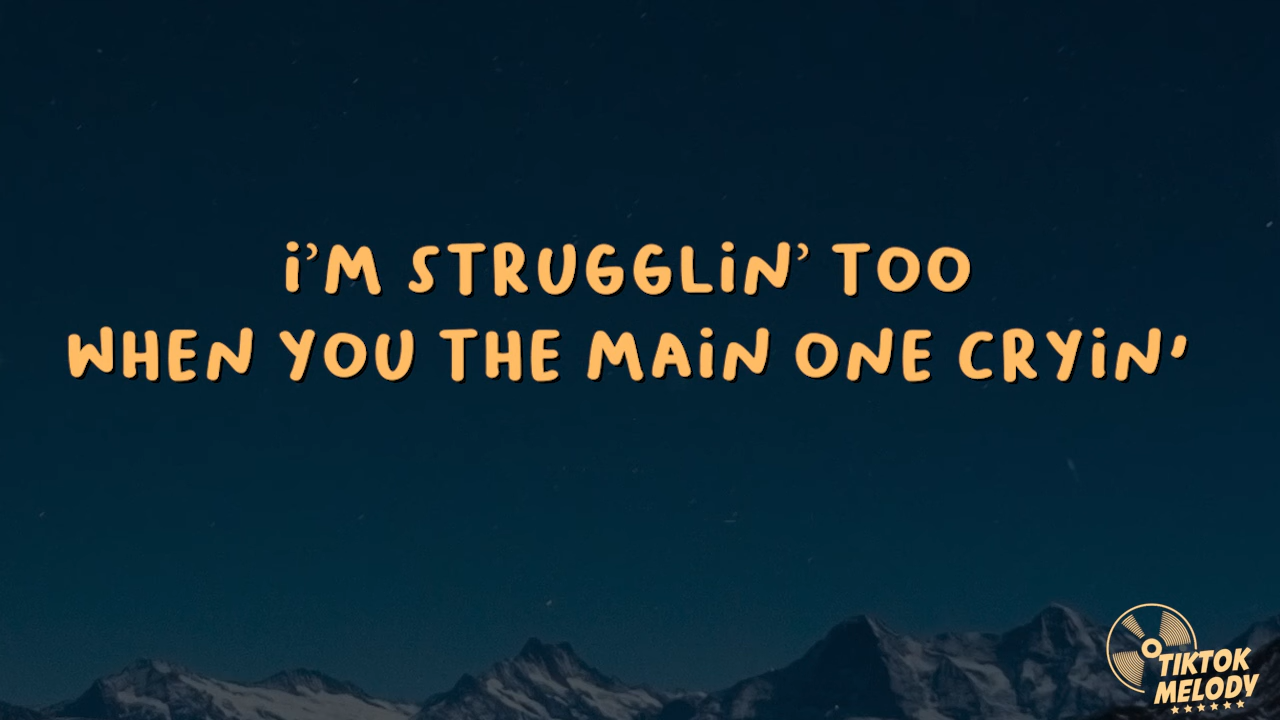 i'M STRUGGLiN' TOO
WHEN YOU THE MAiN ONE CRYiN'
TIKTOK
MELODY